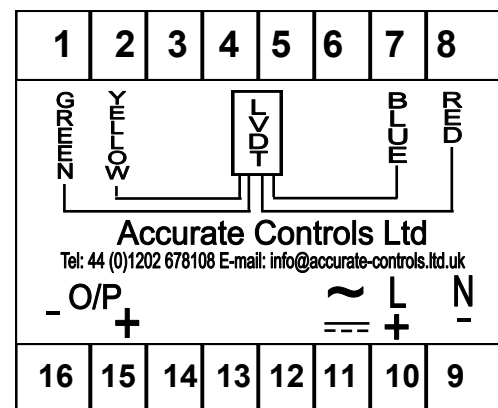 1 2 3 4 5 6 7 8
GREEN YELLOW LVDT BLUE RED
Accurate Controls Ltd
Tel: 44 (0)1202 678108 E-mail: info@accurate-controls.ltd.uk
- O/P + ~ L N
+ -
16 15 14 13 12 11 10 9